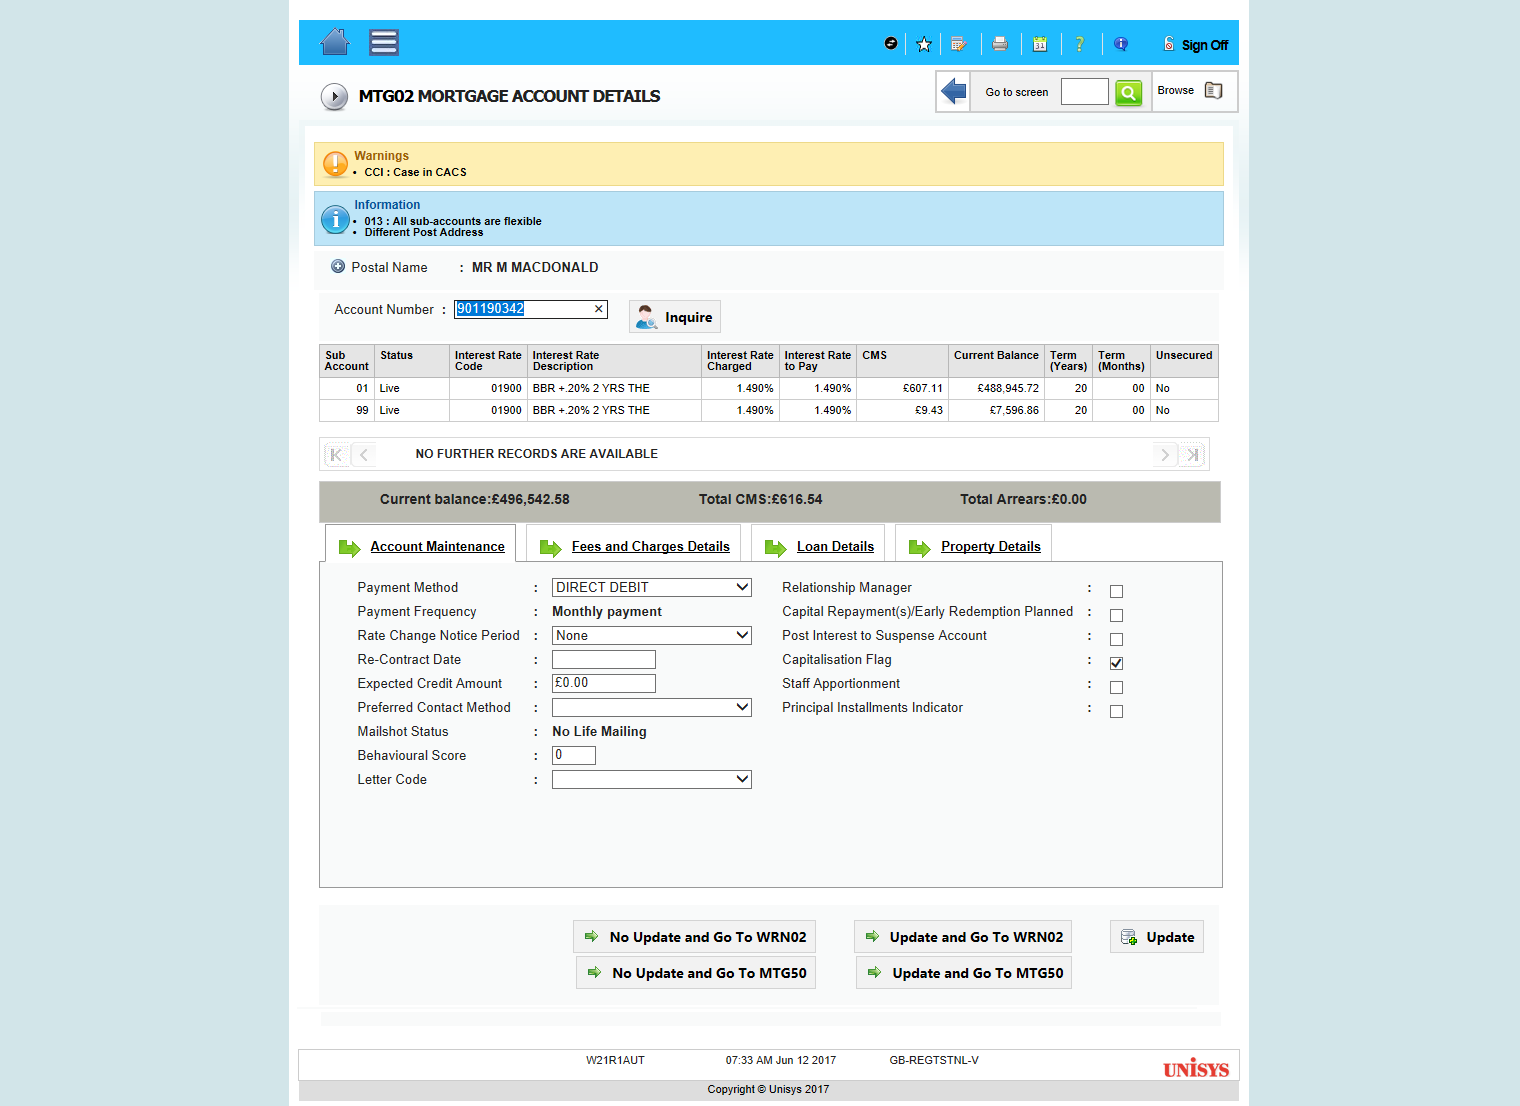 Sign Off
MTG02 MORTGAGE ACCOUNT DETAILS
Go to screen
Browse
Warnings
• CCI : Case in CACS
Information
• 013 : All sub-accounts are flexible
• Different Post Address
Postal Name : MR M MACDONALD
Account Number : 901190342 ×
Inquire
Sub Account Status Interest Rate Code Interest Rate Description Interest Rate Charged Interest Rate to Pay CMS Current Balance Term (Years) Term (Months) Unsecured
01 Live 01900 BBR +.20% 2 YRS THE 1.490% 1.490% £607.11 £488,945.72 20 00 No
99 Live 01900 BBR +.20% 2 YRS THE 1.490% 1.490% £9.43 £7,596.86 20 00 No
NO FURTHER RECORDS ARE AVAILABLE
Current balance:£496,542.58 Total CMS:£616.54 Total Arrears:£0.00
Account Maintenance Fees and Charges Details Loan Details Property Details
Payment Method : DIRECT DEBIT
Payment Frequency : Monthly payment
Rate Change Notice Period : None
Re-Contract Date :
Expected Credit Amount : £0.00
Preferred Contact Method :
Mailshot Status : No Life Mailing
Behavioural Score : 0
Letter Code :
Relationship Manager :
Capital Repayment(s)/Early Redemption Planned :
Post Interest to Suspense Account :
Capitalisation Flag :
Staff Apportionment :
Principal Installments Indicator :
No Update and Go To WRN02 Update and Go To WRN02 Update
No Update and Go To MTG50 Update and Go To MTG50
W21R1AUT 07:33 AM Jun 12 2017 GB-REGTSTNL-V
UNISYS
Copyright © Unisys 2017